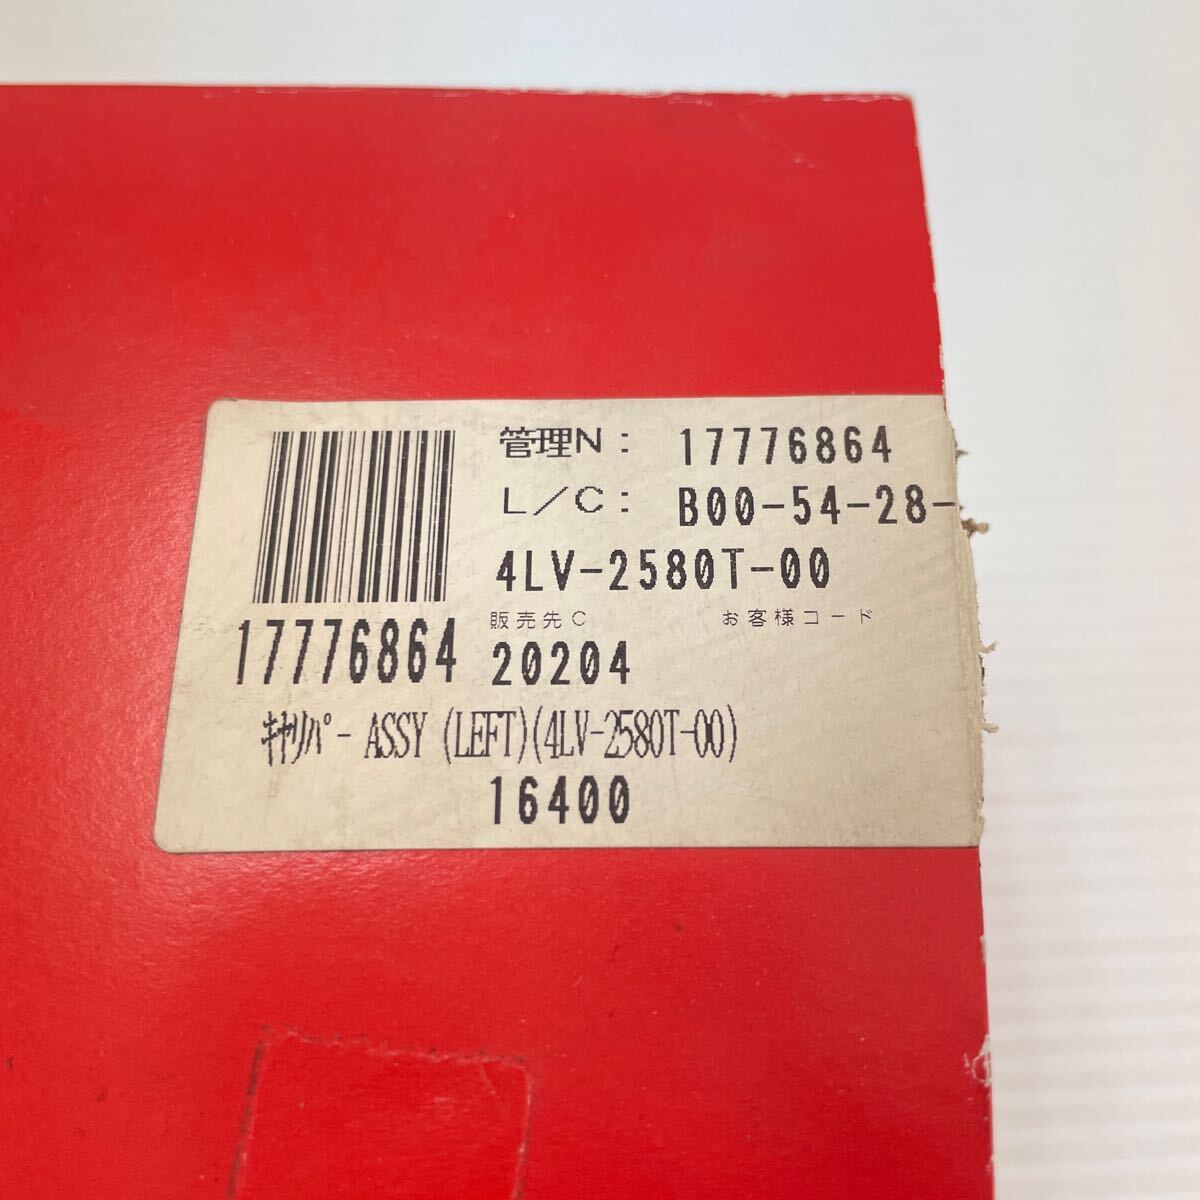 管理N: 17776864
L/C: B00-54-28-
4LV-2580T-00
販売先C お客様コード
17776864 20204
ｷｬﾘﾊﾟｰ ASSY (LEFT)(4LV-2580T-00)
16400